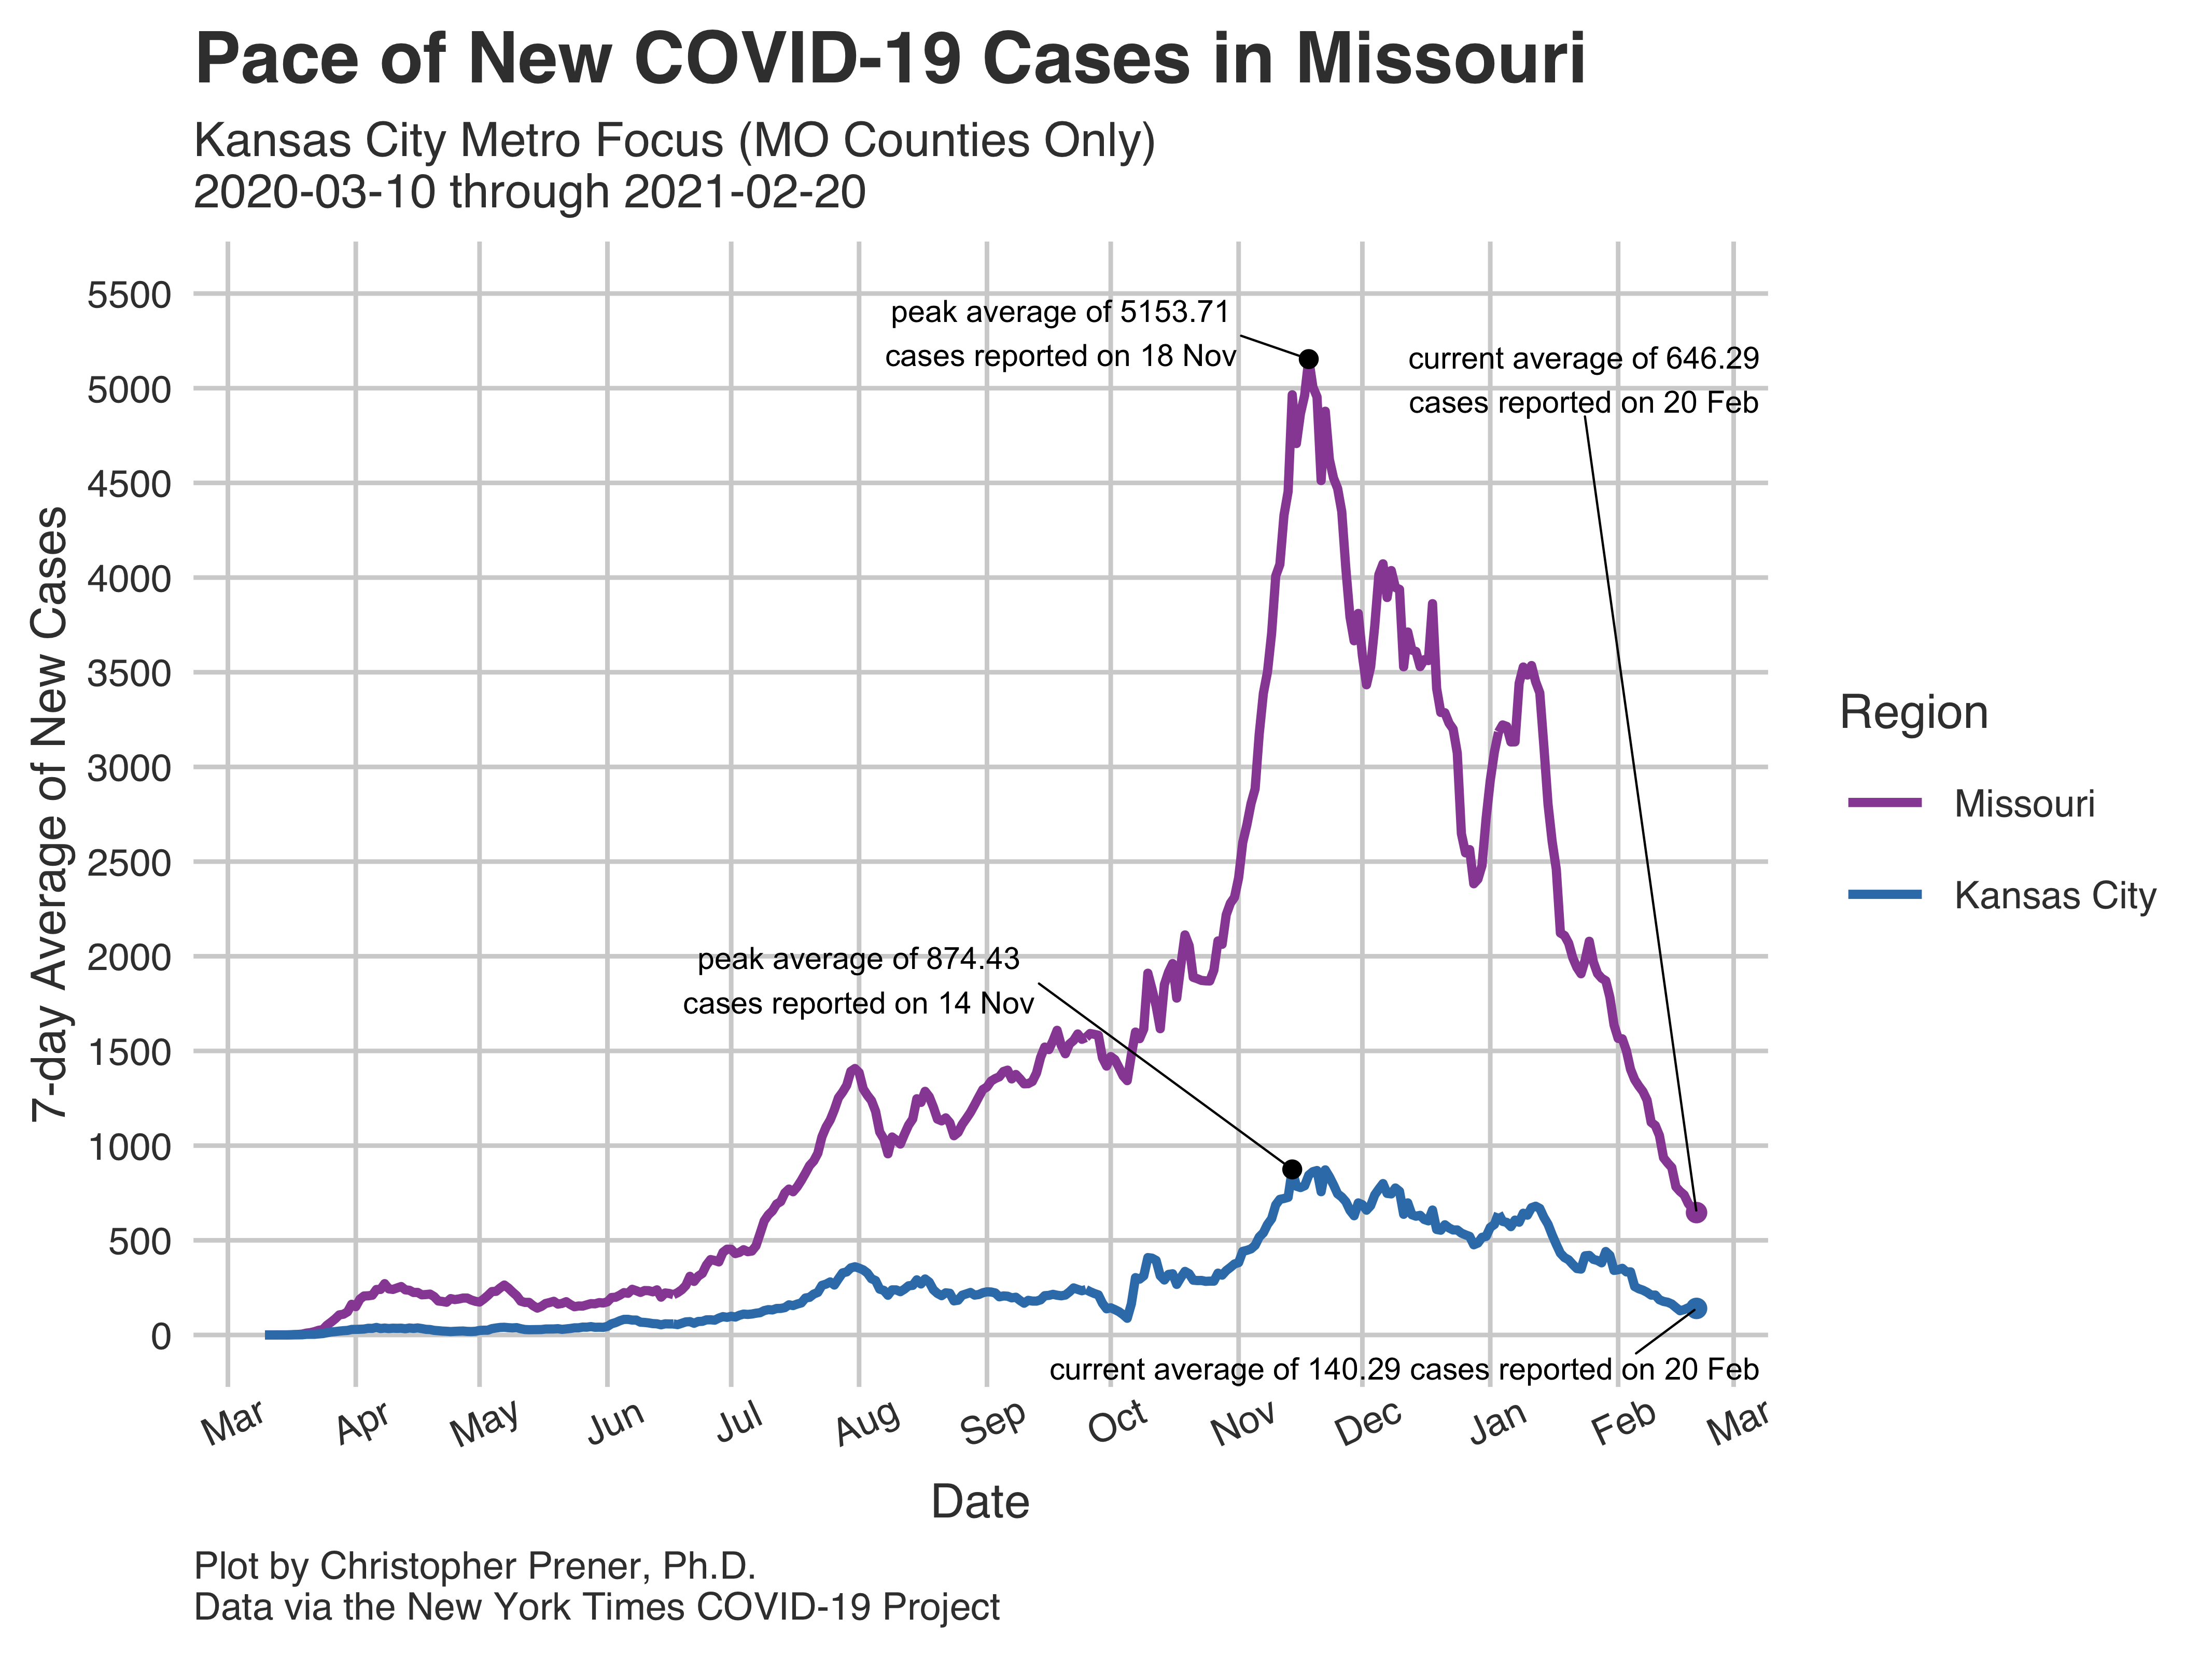 Pace of New COVID-19 Cases in Missouri
Kansas City Metro Focus (MO Counties Only)
2020-03-10 through 2021-02-20
7-day Average of New Cases
5500
5000
4500
4000
3500
3000
2500
2000
1500
1000
500
0
peak average of 5153.71
cases reported on 18 Nov
current average of 646.29
cases reported on 20 Feb
peak average of 874.43
cases reported on 14 Nov
current average of 140.29 cases reported on 20 Feb
Mar
Apr
May
Jun
Jul
Aug
Sep
Oct
Nov
Dec
Jan
Feb
Mar
Date
Region
Missouri
Kansas City
Plot by Christopher Prener, Ph.D.
Data via the New York Times COVID-19 Project